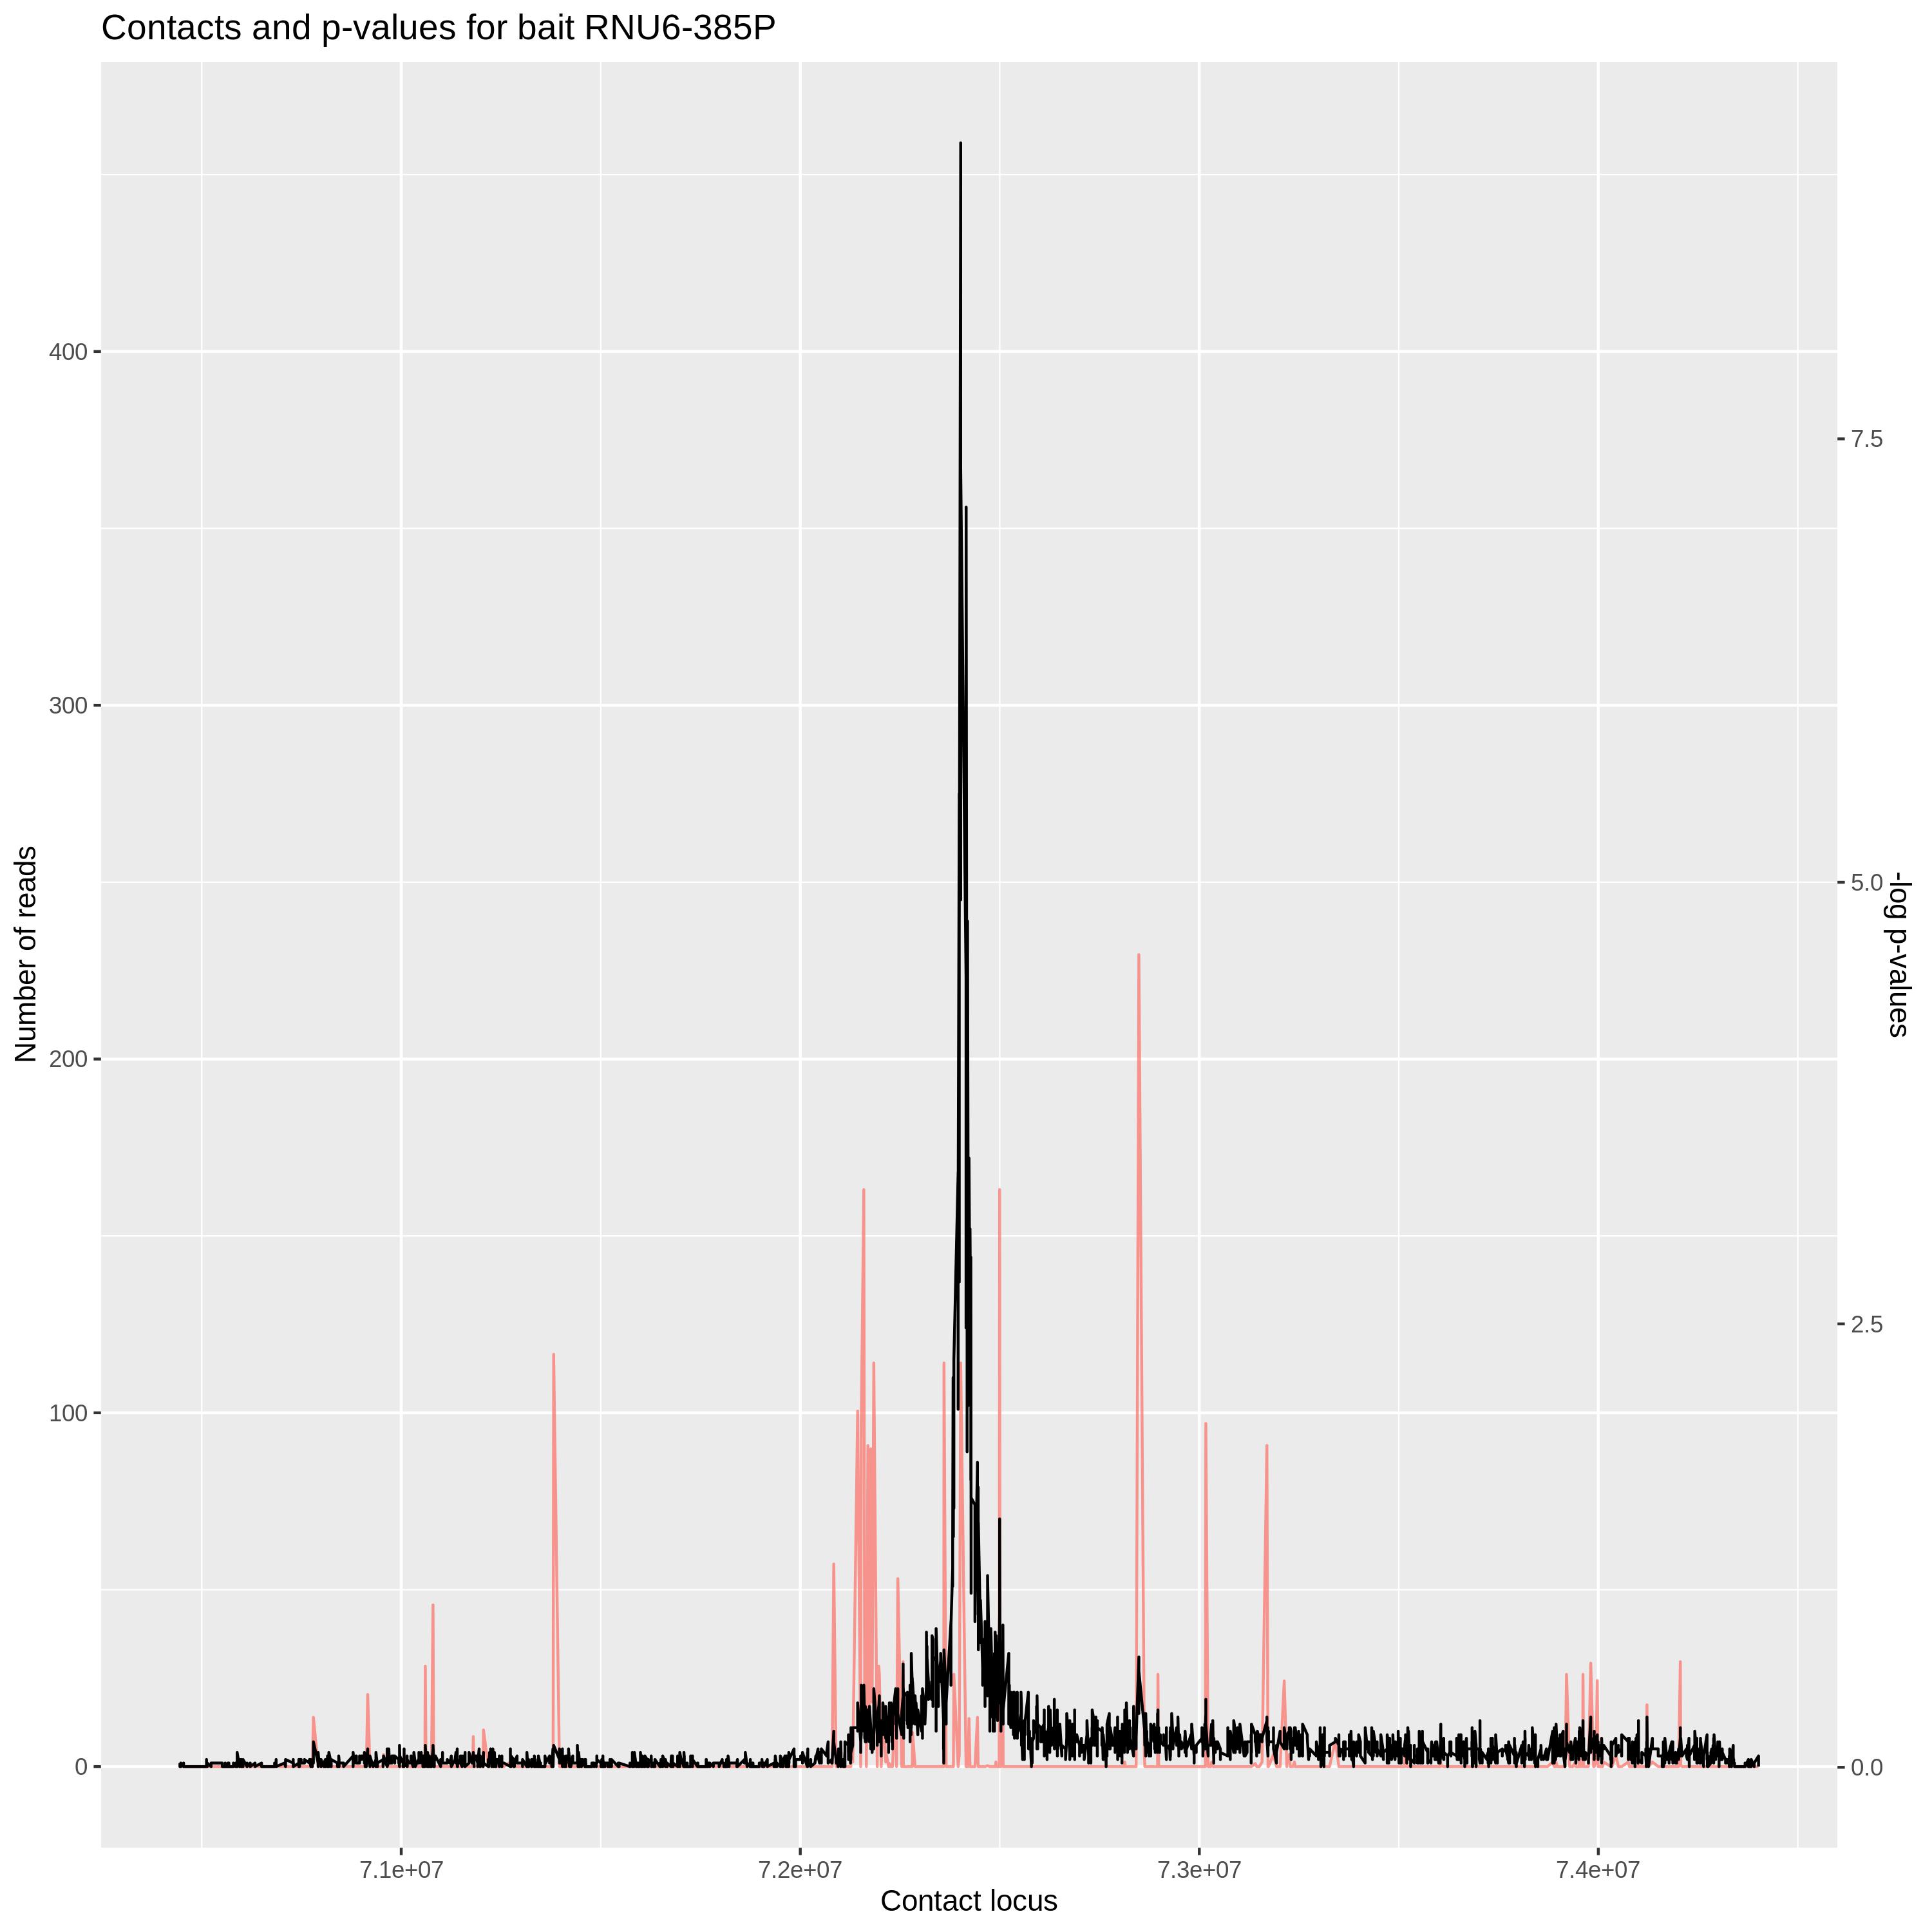 Contacts and p-values for bait RNU6-385P
400
300
200
100
0
Number of reads
7.5
5.0
2.5
0.0
-log p-values
7.1e+07
7.2e+07
7.3e+07
7.4e+07
Contact locus